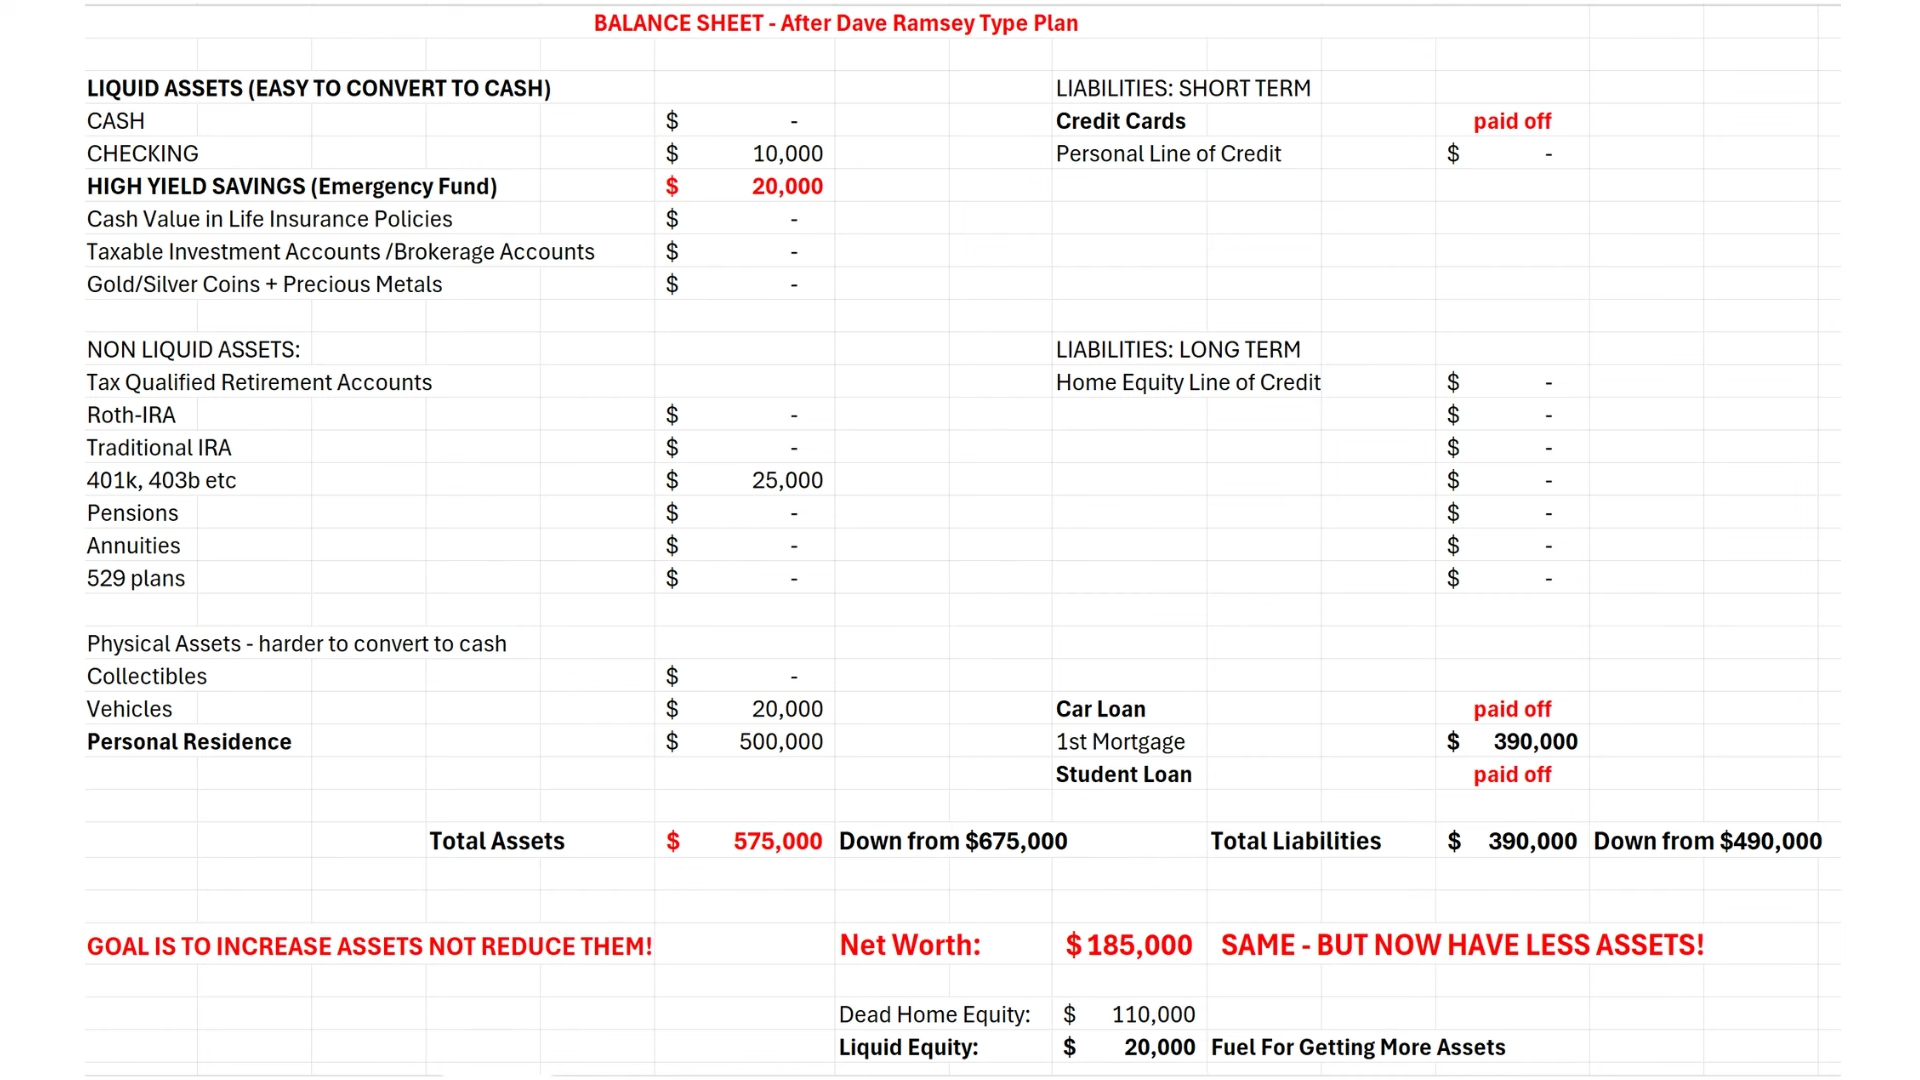 BALANCE SHEET - After Dave Ramsey Type Plan
LIQUID ASSETS (EASY TO CONVERT TO CASH) LIABILITIES: SHORT TERM
CASH $ - Credit Cards paid off
CHECKING $ 10,000 Personal Line of Credit $ -
HIGH YIELD SAVINGS (Emergency Fund) $ 20,000
Cash Value in Life Insurance Policies $ -
Taxable Investment Accounts /Brokerage Accounts $ -
Gold/Silver Coins + Precious Metals $ -
NON LIQUID ASSETS: LIABILITIES: LONG TERM
Tax Qualified Retirement Accounts Home Equity Line of Credit $ -
Roth-IRA $ - $ -
Traditional IRA $ - $ -
401k, 403b etc $ 25,000 $ -
Pensions $ - $ -
Annuities $ - $ -
529 plans $ - $ -
Physical Assets - harder to convert to cash
Collectibles $ -
Vehicles $ 20,000 Car Loan paid off
Personal Residence $ 500,000 1st Mortgage $ 390,000
Student Loan paid off
Total Assets $ 575,000 Down from $675,000 Total Liabilities $ 390,000 Down from $490,000
GOAL IS TO INCREASE ASSETS NOT REDUCE THEM! Net Worth: $ 185,000 SAME - BUT NOW HAVE LESS ASSETS!
Dead Home Equity: $ 110,000
Liquid Equity: $ 20,000 Fuel For Getting More Assets